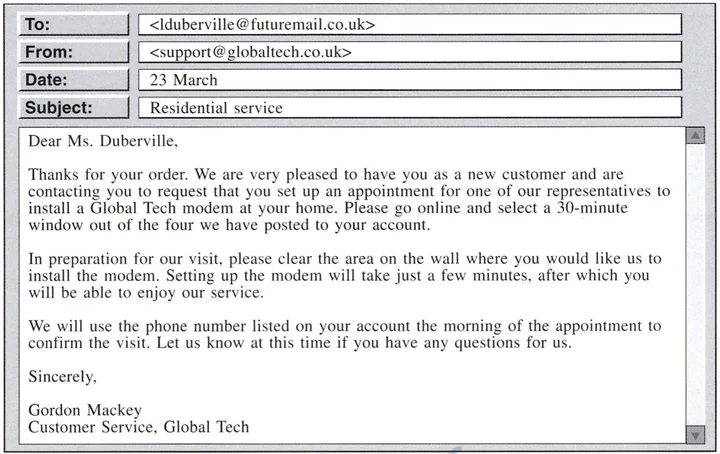 To: <lduberville@futuremail.co.uk>
From: <support@globaltech.co.uk>
Date: 23 March
Subject: Residential service
Dear Ms. Duberville,
Thanks for your order. We are very pleased to have you as a new customer and are
contacting you to request that you set up an appointment for one of our representatives to
install a Global Tech modem at your home. Please go online and select a 30-minute
window out of the four we have posted to your account.
In preparation for our visit, please clear the area on the wall where you would like us to
install the modem. Setting up the modem will take just a few minutes, after which you
will be able to enjoy our service.
We will use the phone number listed on your account the morning of the appointment to
confirm the visit. Let us know at this time if you have any questions for us.
Sincerely,
Gordon Mackey
Customer Service, Global Tech